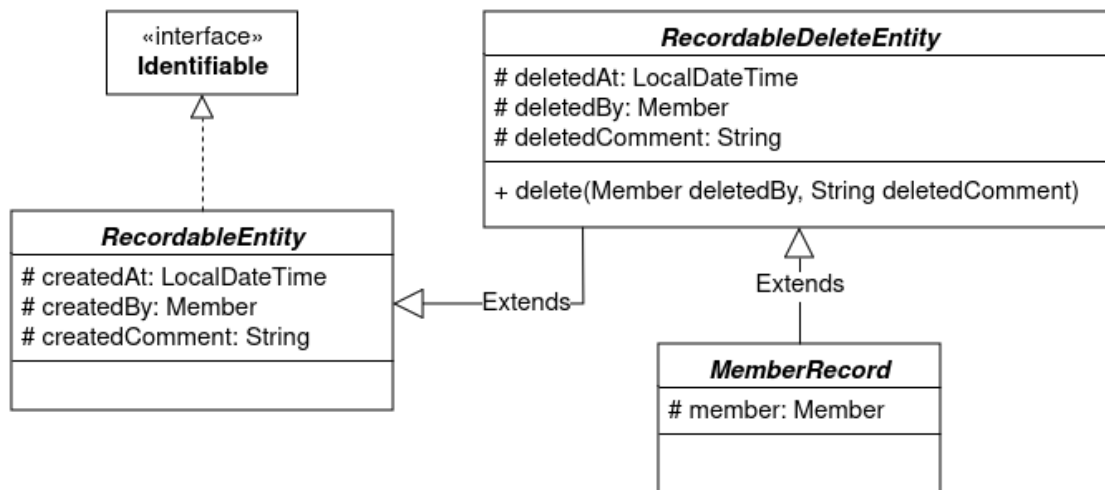 «interface»
Identifiable
RecordableDeleteEntity
# deletedAt: LocalDateTime
# deletedBy: Member
# deletedComment: String
+ delete(Member deletedBy, String deletedComment)
RecordableEntity
# createdAt: LocalDateTime
# createdBy: Member
# createdComment: String
Extends
Extends
MemberRecord
# member: Member